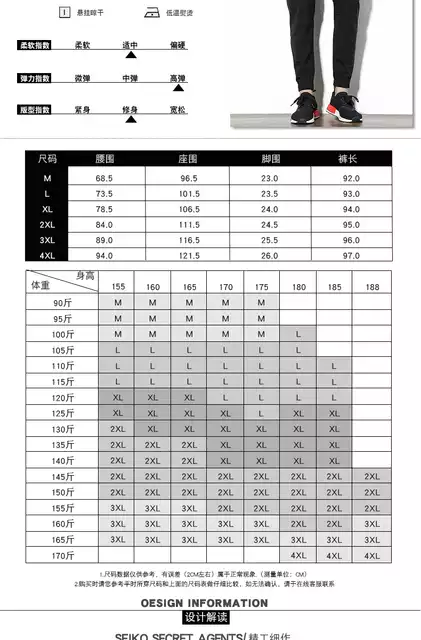 悬挂晾干 低温熨烫
柔软指数 柔软 适中 偏硬
弹力指数 微弹 中弹 高弹
版型指数 紧身 修身 宽松
尺码 腰围 座围 脚围 裤长
M 68.5 96.5 23.0 92.0
L 73.5 101.5 23.5 93.0
XL 78.5 106.5 24.0 94.0
2XL 84.0 111.5 24.5 95.0
3XL 89.0 116.5 25.5 96.0
4XL 94.0 121.5 26.0 97.0
身高
体重 155 160 165 170 175 180 185 188
90斤 M M M M M
95斤 M M M M M
100斤 M M M M M L
105斤 L L L L L L
110斤 L L L L L L L
115斤 L L L L L L L
120斤 XL XL XL L L L L
125斤 XL XL XL XL L XL XL
130斤 2XL XL XL XL XL XL XL
135斤 2XL 2XL 2XL XL XL XL XL
140斤 2XL 2XL 2XL XL XL XL XL
145斤 2XL 2XL 2XL 2XL 2XL 2XL 2XL 2XL
150斤 2XL 2XL 2XL 2XL 2XL 2XL 2XL 2XL
155斤 3XL 3XL 3XL 2XL 2XL 2XL 2XL 2XL
160斤 3XL 3XL 3XL 3XL 3XL 2XL 2XL 3XL
165斤 3XL 3XL 3XL 3XL 3XL 3XL 3XL 3XL
170斤 4XL 4XL 4XL
1.尺码数据仅供参考，有误差（2CM左右）属于正常现象（测量单位：CM）
2.购买时请您参考平时所穿尺码和上面的尺码表做仔细比较，如无法确认，请于在线客服联系
OESIGN INFORMATION
设计解读
SEIKO SECRET AGENTS/精工细作